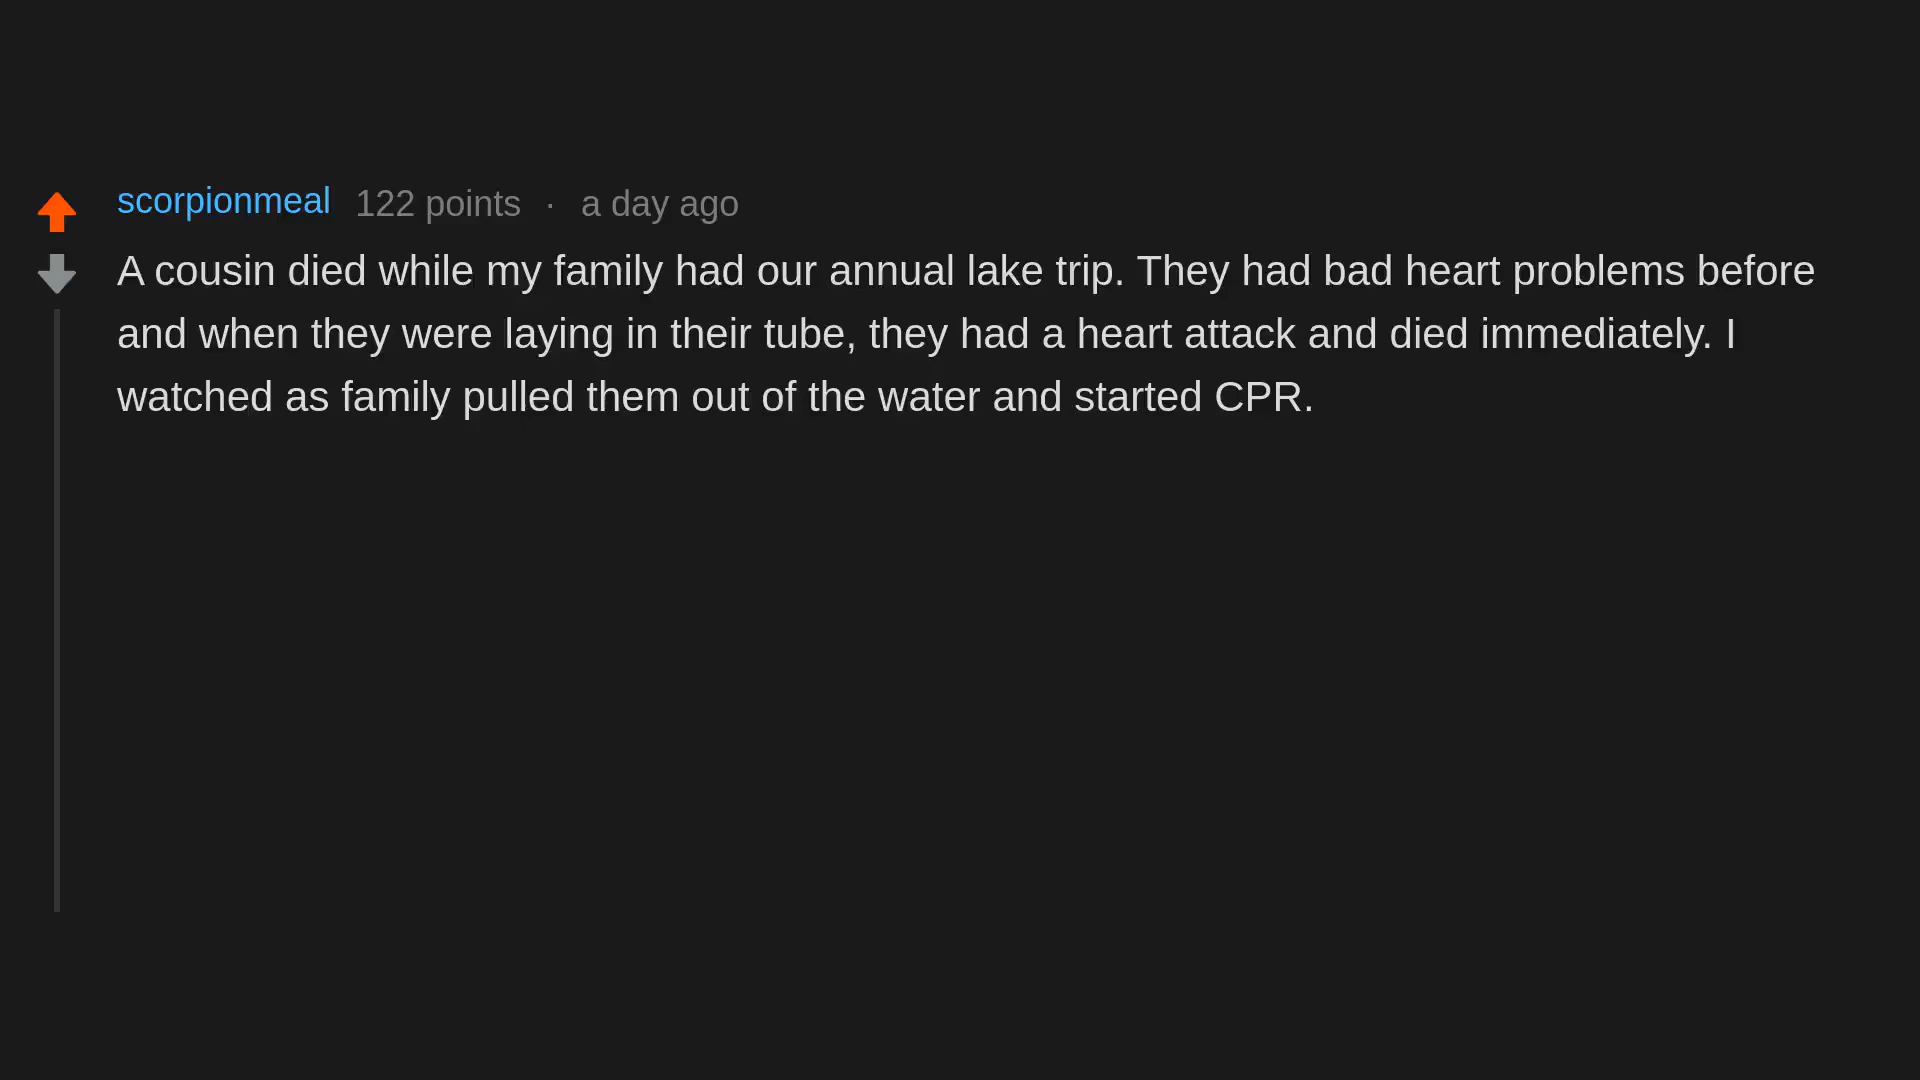 scorpionmeal 122 points · a day ago
A cousin died while my family had our annual lake trip. They had bad heart problems before
and when they were laying in their tube, they had a heart attack and died immediately. I
watched as family pulled them out of the water and started CPR.